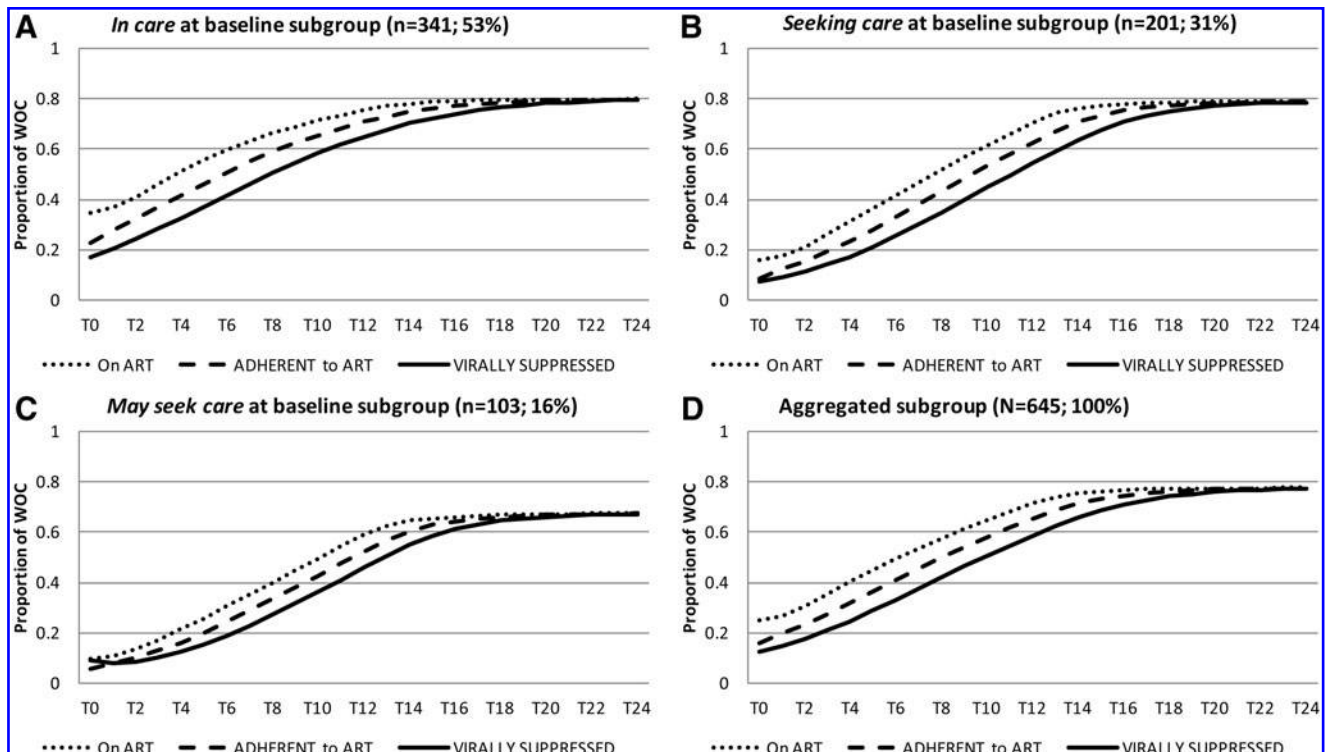 A
In care at baseline subgroup (n=341; 53%)
Proportion of WOC
1
0.8
0.6
0.4
0.2
0
T0 T2 T4 T6 T8 T10 T12 T14 T16 T18 T20 T22 T24
On ART ADHERENT to ART VIRALLY SUPPRESSED
B
Seeking care at baseline subgroup (n=201; 31%)
Proportion of WOC
1
0.8
0.6
0.4
0.2
0
T0 T2 T4 T6 T8 T10 T12 T14 T16 T18 T20 T22 T24
On ART ADHERENT to ART VIRALLY SUPPRESSED
C
May seek care at baseline subgroup (n=103; 16%)
Proportion of WOC
1
0.8
0.6
0.4
0.2
0
T0 T2 T4 T6 T8 T10 T12 T14 T16 T18 T20 T22 T24
On ART ADHERENT to ART VIRALLY SUPPRESSED
D
Aggregated subgroup (N=645; 100%)
Proportion of WOC
1
0.8
0.6
0.4
0.2
0
T0 T2 T4 T6 T8 T10 T12 T14 T16 T18 T20 T22 T24
On ART ADHERENT to ART VIRALLY SUPPRESSED